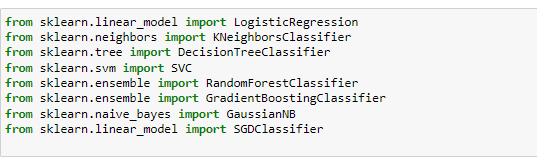 from sklearn.linear_model import LogisticRegression
from sklearn.neighbors import KNeighborsClassifier
from sklearn.tree import DecisionTreeClassifier
from sklearn.svm import SVC
from sklearn.ensemble import RandomForestClassifier
from sklearn.ensemble import GradientBoostingClassifier
from sklearn.naive_bayes import GaussianNB
from sklearn.linear_model import SGDClassifier